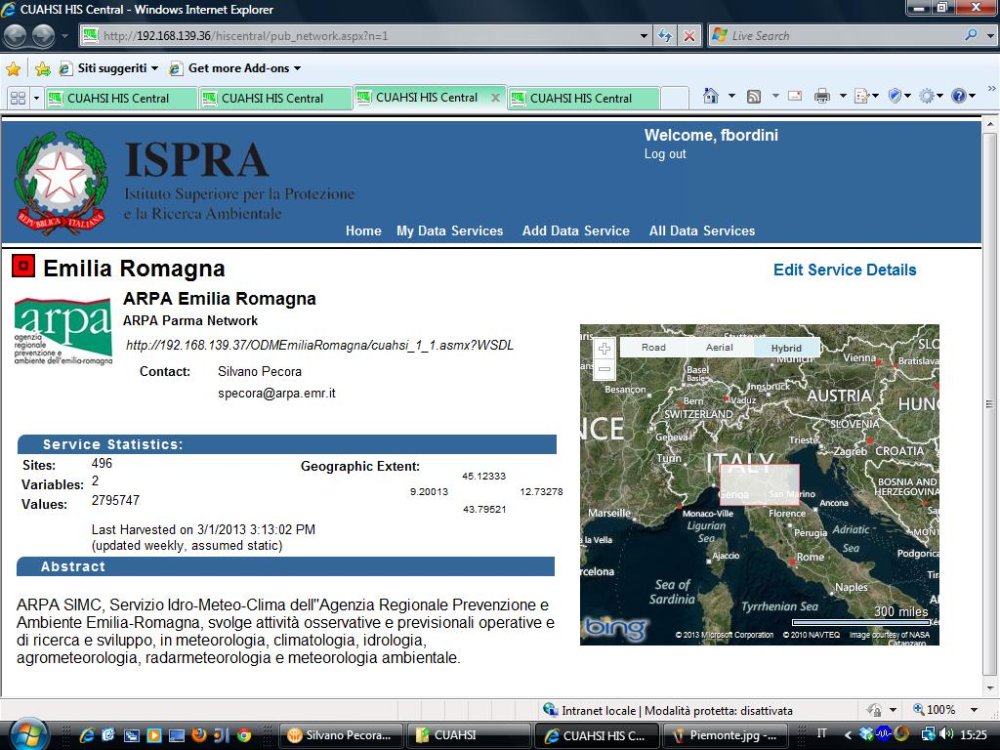 CUAHSI HIS Central - Windows Internet Explorer
http://192.168.139.36/hiscentral/pub_network.aspx?n=1
Live Search
Siti suggeriti
Get more Add-ons
CUAHSI HIS Central
CUAHSI HIS Central
CUAHSI HIS Central
CUAHSI HIS Central
REPVBBLICA ITALIANA
ISPRA
Istituto Superiore per la Protezione
e la Ricerca Ambientale
Welcome, fbordini
Log out
Home My Data Services Add Data Service All Data Services
Emilia Romagna
Edit Service Details
arpa
agenzia
regionale
prevenzione e
ambiente dell'emilia-romagna
ARPA Emilia Romagna
ARPA Parma Network
http://192.168.139.37/ODMEmiliaRomagna/cuahsi_1_1.asmx?WSDL
Contact: Silvano Pecora
specora@arpa.emr.it
Service Statistics:
Sites: 496
Variables: 2
Values: 2795747
Geographic Extent:
45.12333
9.20013 12.73278
43.79521
Last Harvested on 3/1/2013 3:13:02 PM
(updated weekly, assumed static)
Abstract
ARPA SIMC, Servizio Idro-Meteo-Clima dell''Agenzia Regionale Prevenzione e
Ambiente Emilia-Romagna, svolge attività osservative e previsionali operative e
di ricerca e sviluppo, in meteorologia, climatologia, idrologia,
agrometeorologia, radarmeteorologia e meteorologia ambientale.
Road Aerial Hybrid
Stuttgart
Munich
Vienna
SLO
Bratislava
Basel
Basle
Besançon
Innsbruck
Bern
Vaduz
AUSTRIA
HUNG
SWITZERLAND
NCE
Geneva
SLOVENIA
Trieste
Zagreb
CROATIA
Turin
ITALY
BOSNIA AND
HERZEGOVINA
Genoa
San Marino
Marseille
Monaco-Ville
Florence
Ancona
Ligurian
Sea
Perugia
Adriatic
Sea
a la Vella
Ajaccio
Rome
Podgorica
rcelona
Sea of
Sardinia
Naples
Tyrrhenian Sea
300 miles
bing
© 2013 Microsoft Corporation © 2010 NAVTEQ Image courtesy of NASA
Catanzaro
Intranet locale | Modalità protetta: disattivata
100%
Silvano Pecora...
CUAHSI
CUAHSI HIS C...
Piemonte.jpg -...
IT
15:25